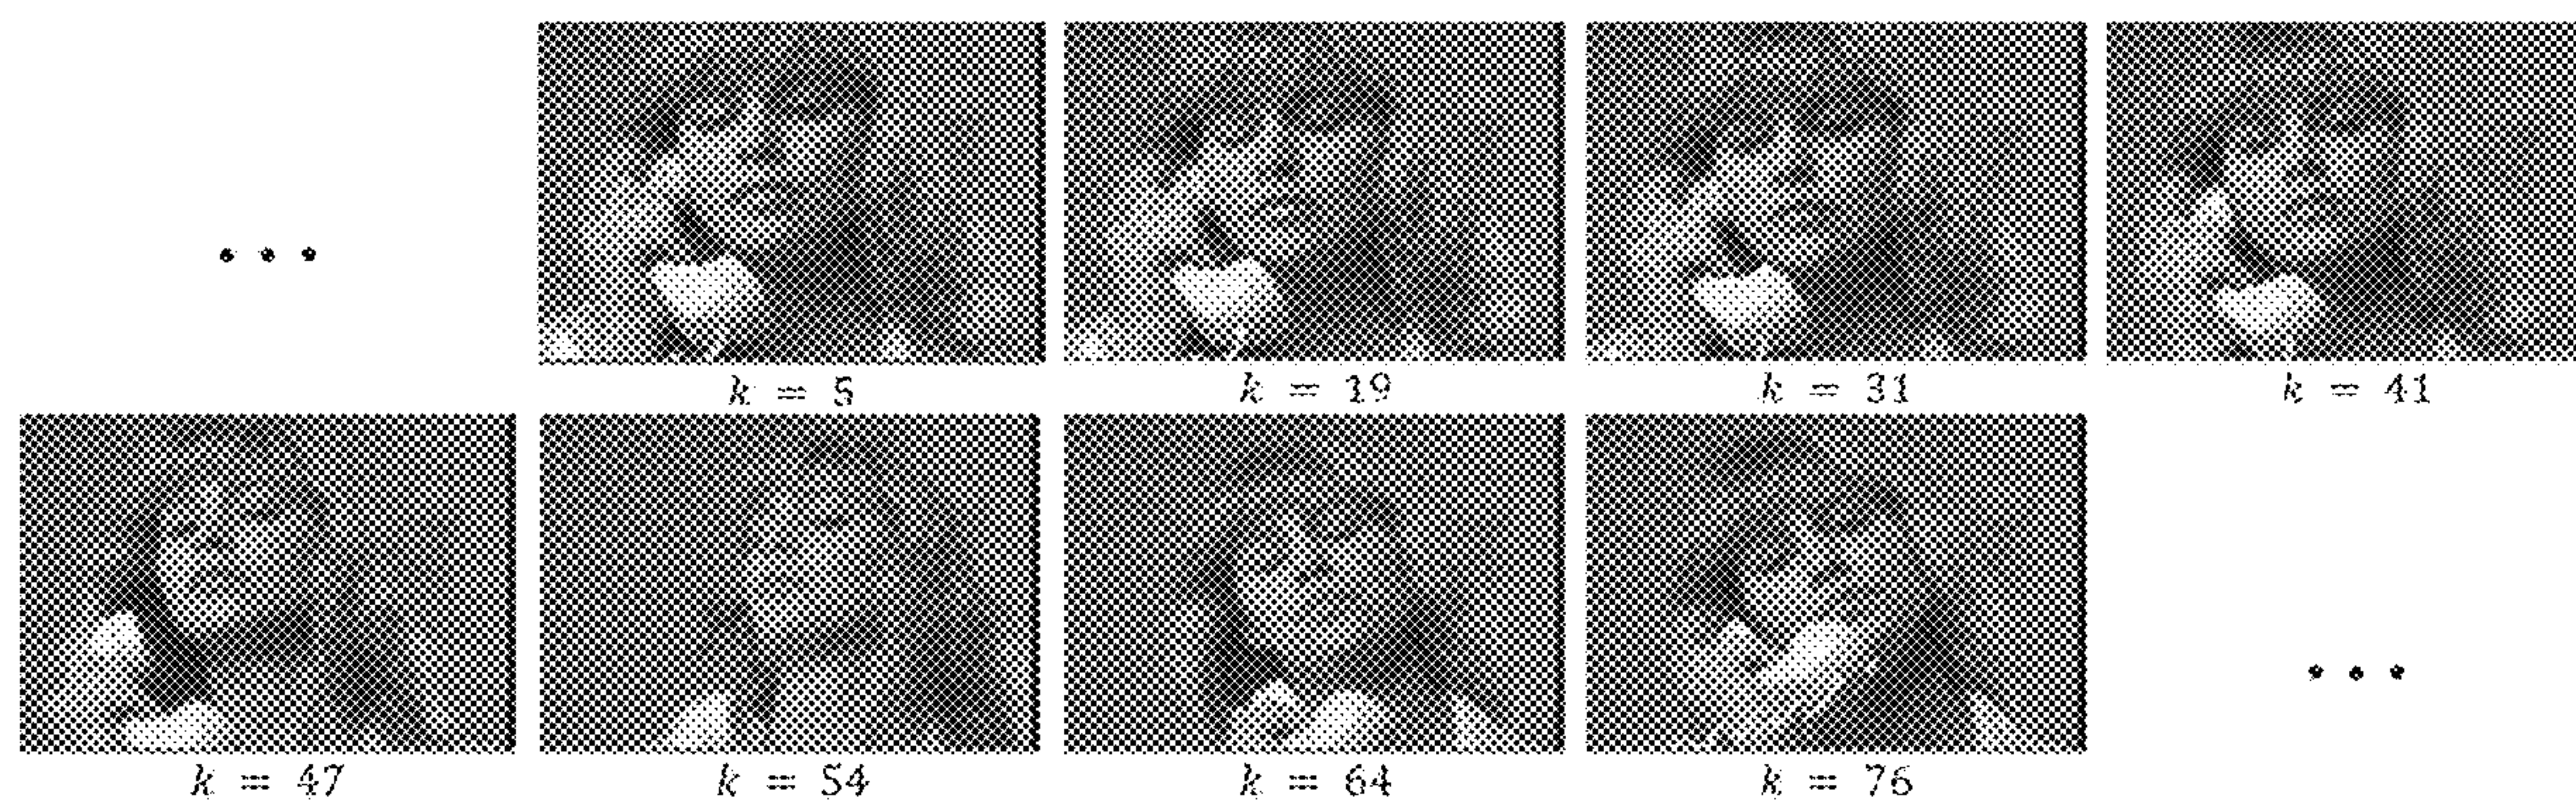 ...
k = 5 k = 19 k = 31 k = 41
k = 47 k = 54 k = 64 k = 76
...